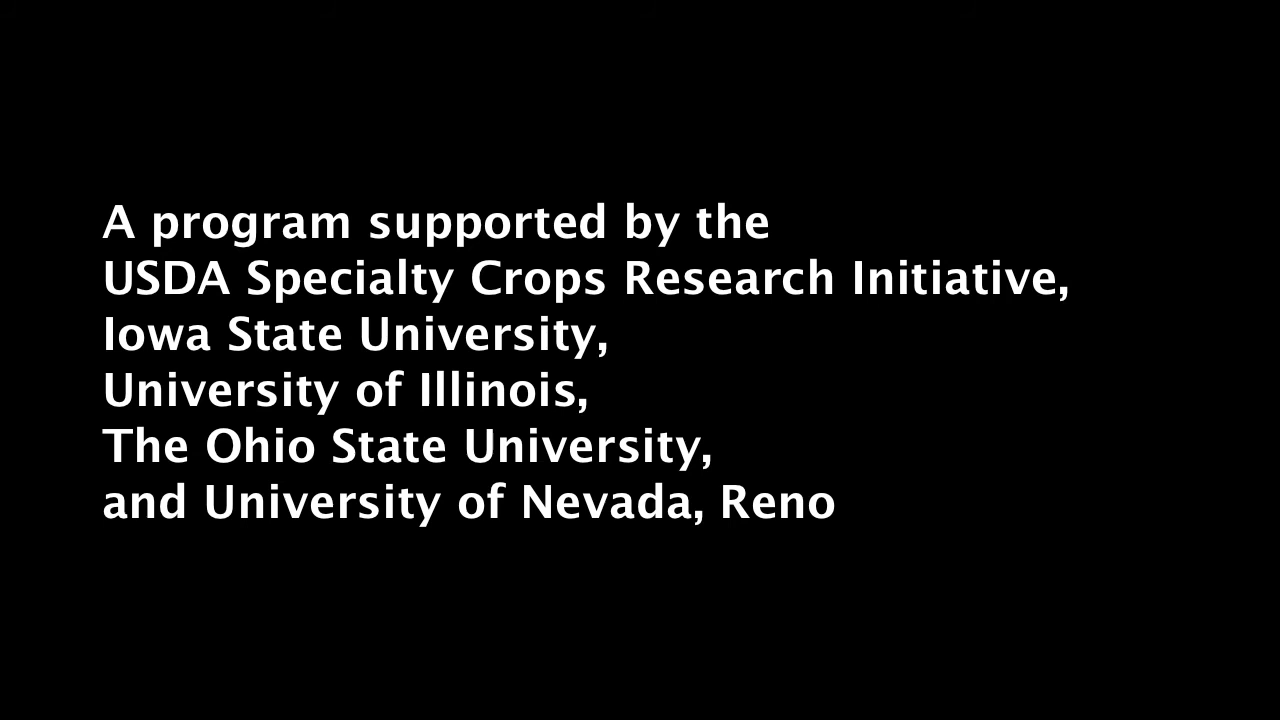 A program supported by the
USDA Specialty Crops Research Initiative,
Iowa State University,
University of Illinois,
The Ohio State University,
and University of Nevada, Reno